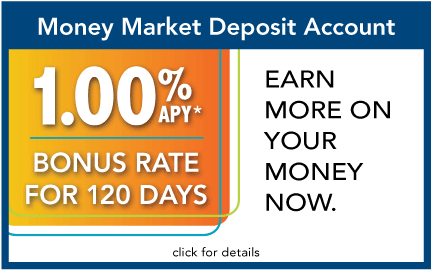 Money Market Deposit Account
1.00%
APY*
BONUS RATE
FOR 120 DAYS
EARN
MORE ON
YOUR
MONEY
NOW.
click for details